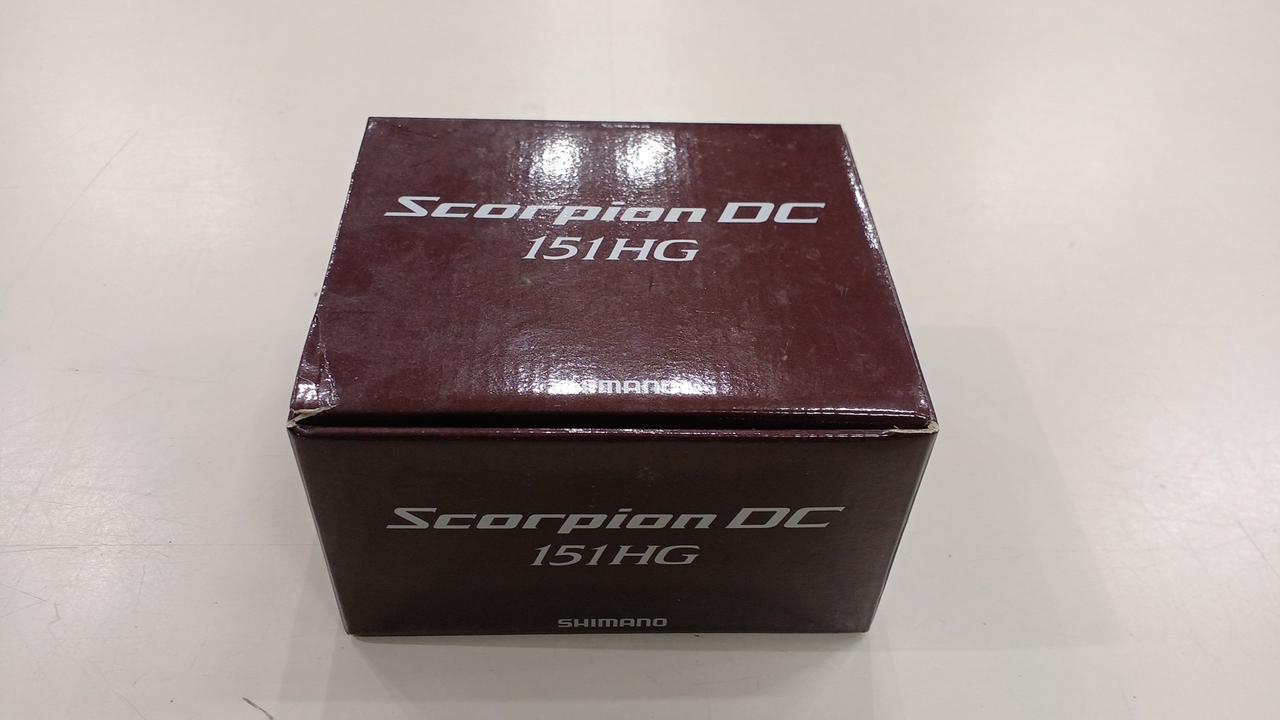 Scorpion DC
151HG
SHIMANO
Scorpion DC
151HG
SHIMANO